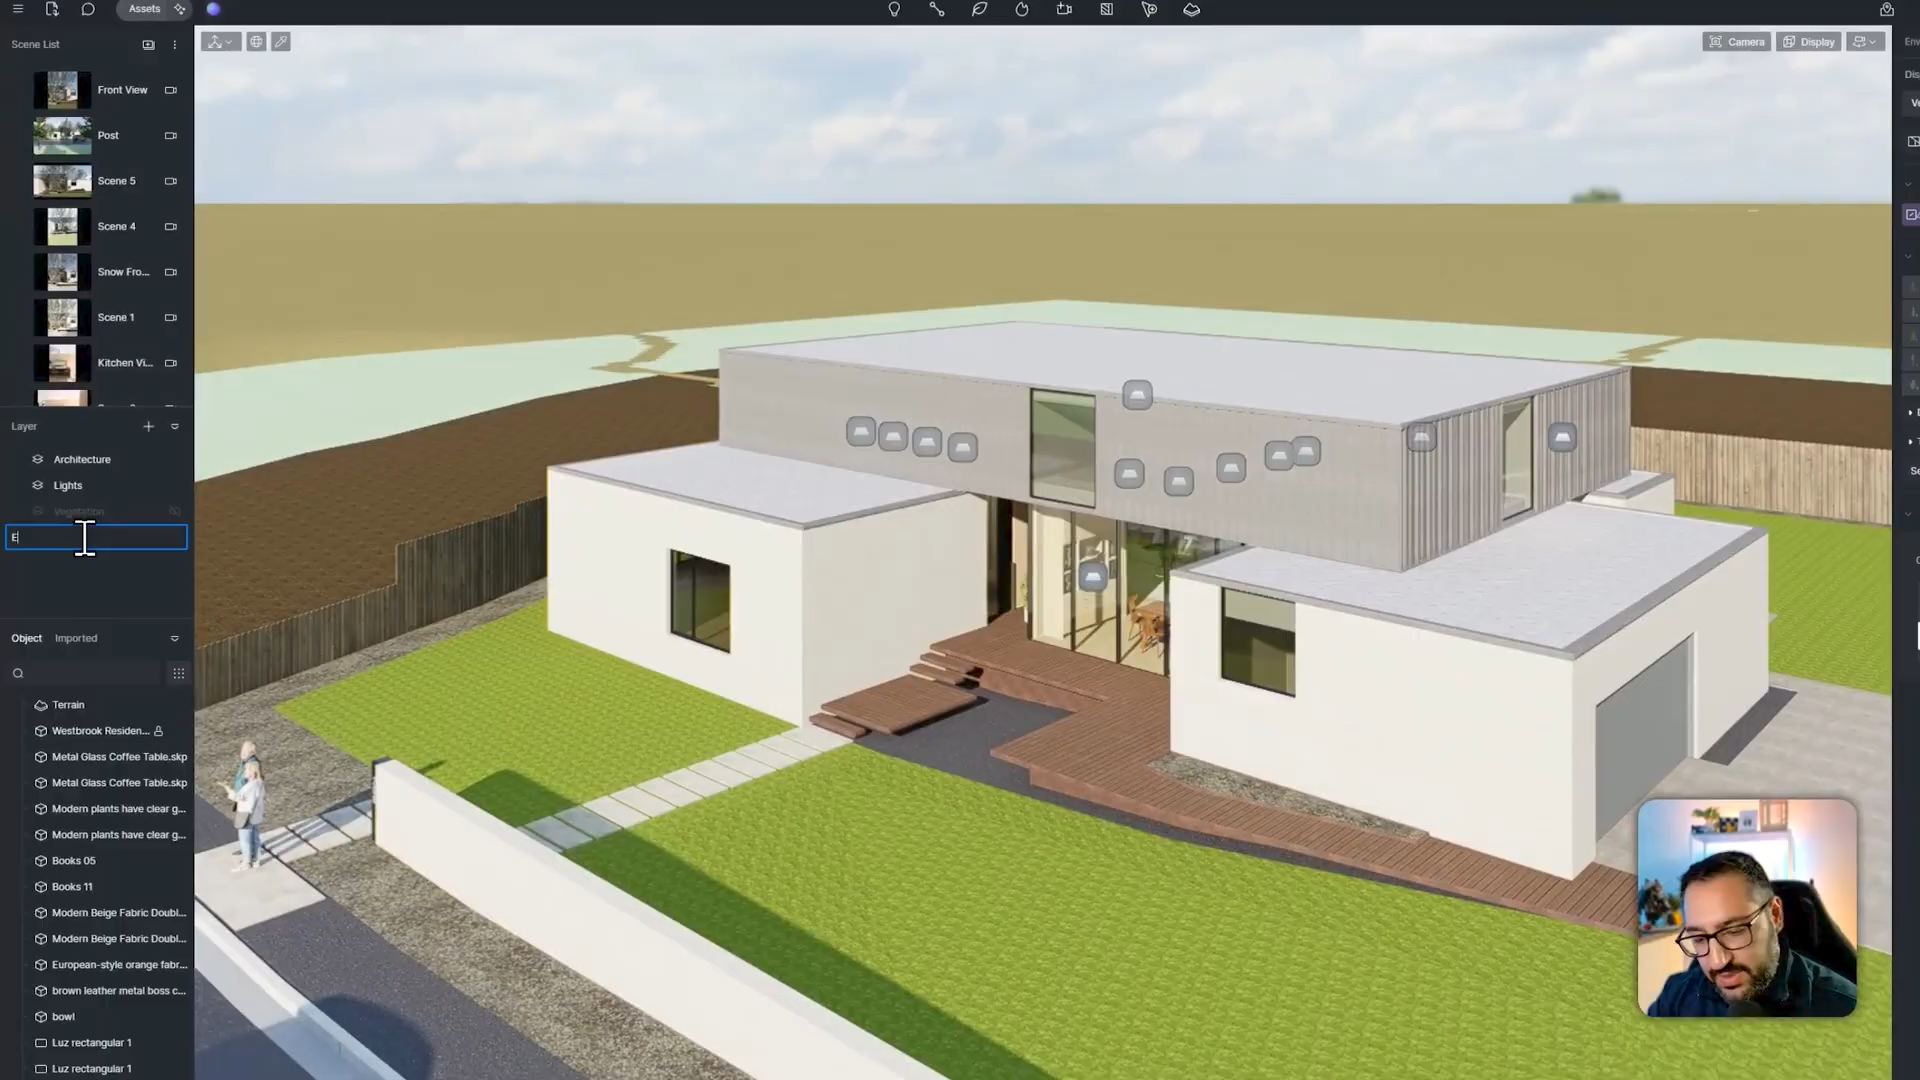 Assets
Scene List
Camera
Display
Front View
Post
Scene 5
Scene 4
Snow Fro...
Scene 1
Kitchen Vi...
Layer
Architecture
Lights
Vegetation
E
Object Imported
Terrain
Westbrook Residen...
Metal Glass Coffee Table.skp
Metal Glass Coffee Table.skp
Modern plants have clear g...
Modern plants have clear g...
Books 05
Books 11
Modern Beige Fabric Doubl...
Modern Beige Fabric Doubl...
European-style orange fabr...
brown leather metal boss c...
bowl
Luz rectangular 1
Luz rectangular 1